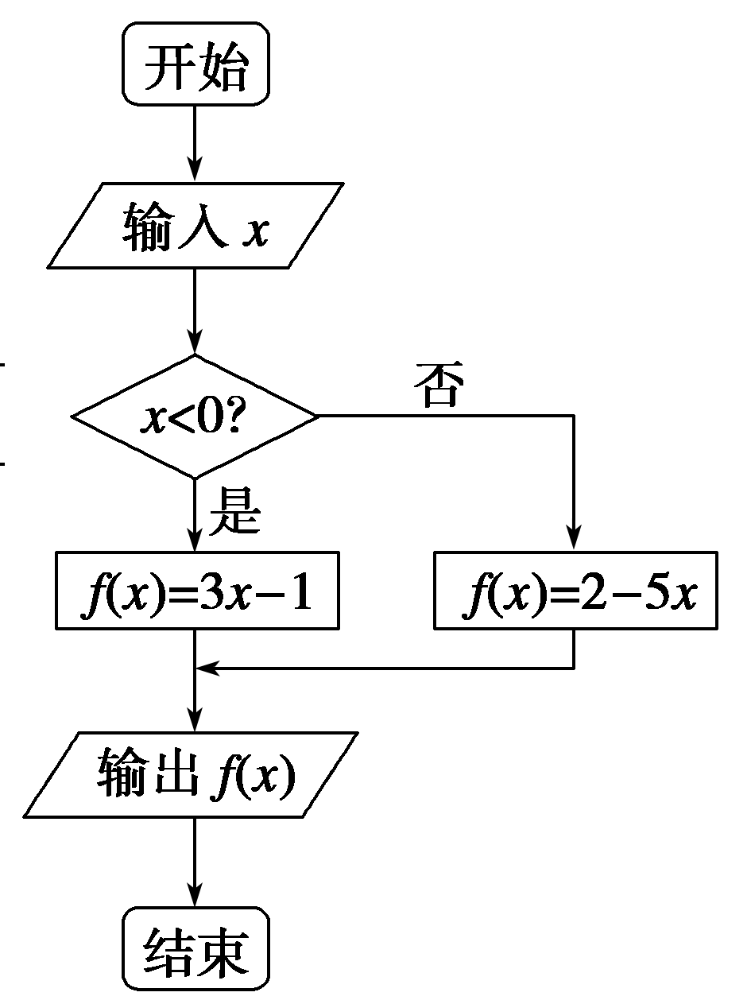 开始
输入 x
x<0?
否
是
f(x)=3x-1
f(x)=2-5x
输出 f(x)
结束